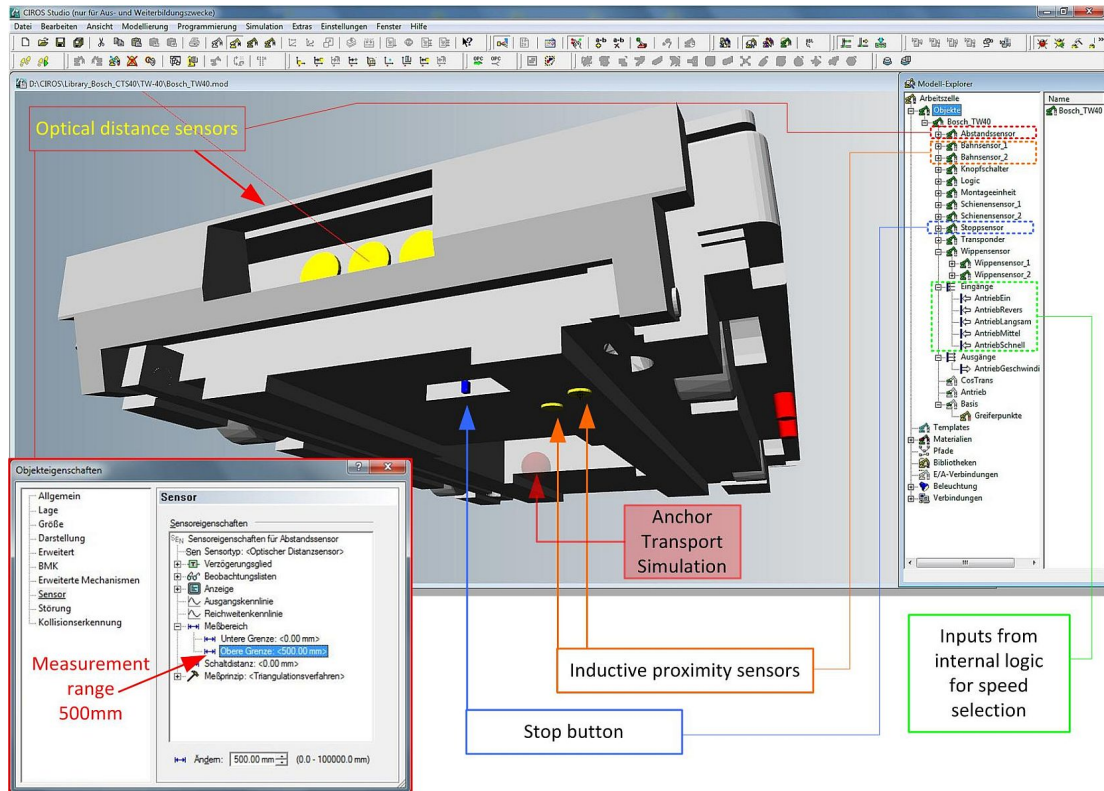 CIROS Studio (nur für Aus- und Weiterbildungszwecke)
Datei Bearbeiten Ansicht Modellierung Programmierung Simulation Extras Einstellungen Fenster Hilfe
D:\CIROS\Library_Bosch_CTS40\TW-40\Bosch_TW40.mod
Optical distance sensors
Modell-Explorer
Arbeitszelle
Objekte
Bosch_TW40
Abstandssensor
Bahnsensor_1
Bahnsensor_2
Knopfschalter
Logic
Montageeinheit
Schienensensor_1
Schienensensor_2
Stoppsensor
Transponder
Wippensensor
Wippensensor_1
Wippensensor_2
Eingänge
AntriebEin
AntriebRevers
AntriebLangsam
AntriebMittel
AntriebSchnell
Ausgänge
AntriebGeschwindi
CosTrans
Antrieb
Basis
Greiferpunkte
Templates
Materialien
Pfade
Bibliotheken
E/A-Verbindungen
Beleuchtung
Verbindungen
Name
Bosch_TW40
Objekteigenschaften
Allgemein
Lage
Größe
Darstellung
Erweitert
BMK
Erweiterte Mechanismen
Sensor
Störung
Kollisionserkennung
Sensor
Sensoreigenschaften
Sensoreigenschaften für Abstandssensor
Sensortyp: <Optischer Distanzsensor>
Verzögerungsglied
Beobachtungslisten
Anzeige
Ausgangskennlinie
Reichweitenkennlinie
Meßbereich
Untere Grenze: <0.00 mm>
Obere Grenze: <500.00 mm>
Schaltdistanz: <0.00 mm>
Meßprinzip: <Triangulationsverfahren>
Ändern: 500.00 mm (0.0 - 100000.0 mm)
Measurement
range
500mm
Anchor
Transport
Simulation
Inductive proximity sensors
Stop button
Inputs from
internal logic
for speed
selection